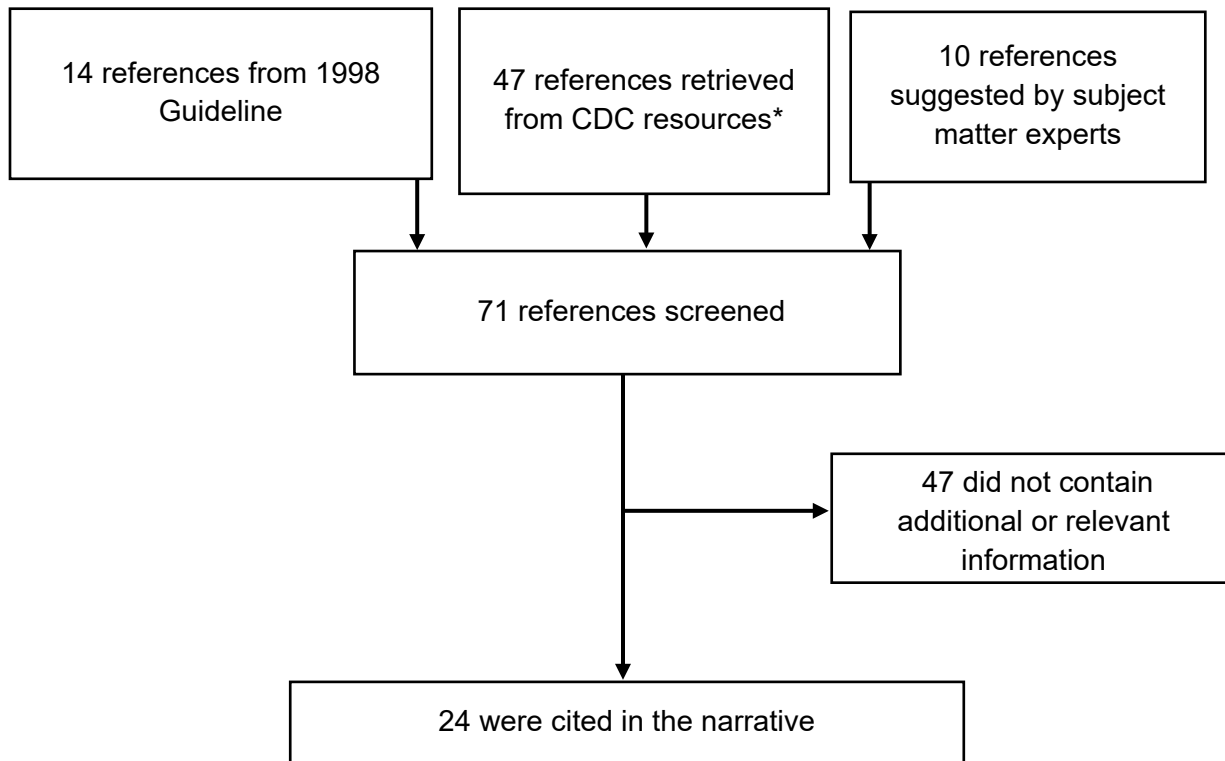 14 references from 1998
Guideline
47 references retrieved
from CDC resources*
10 references
suggested by subject
matter experts
71 references screened
47 did not contain
additional or relevant
information
24 were cited in the narrative